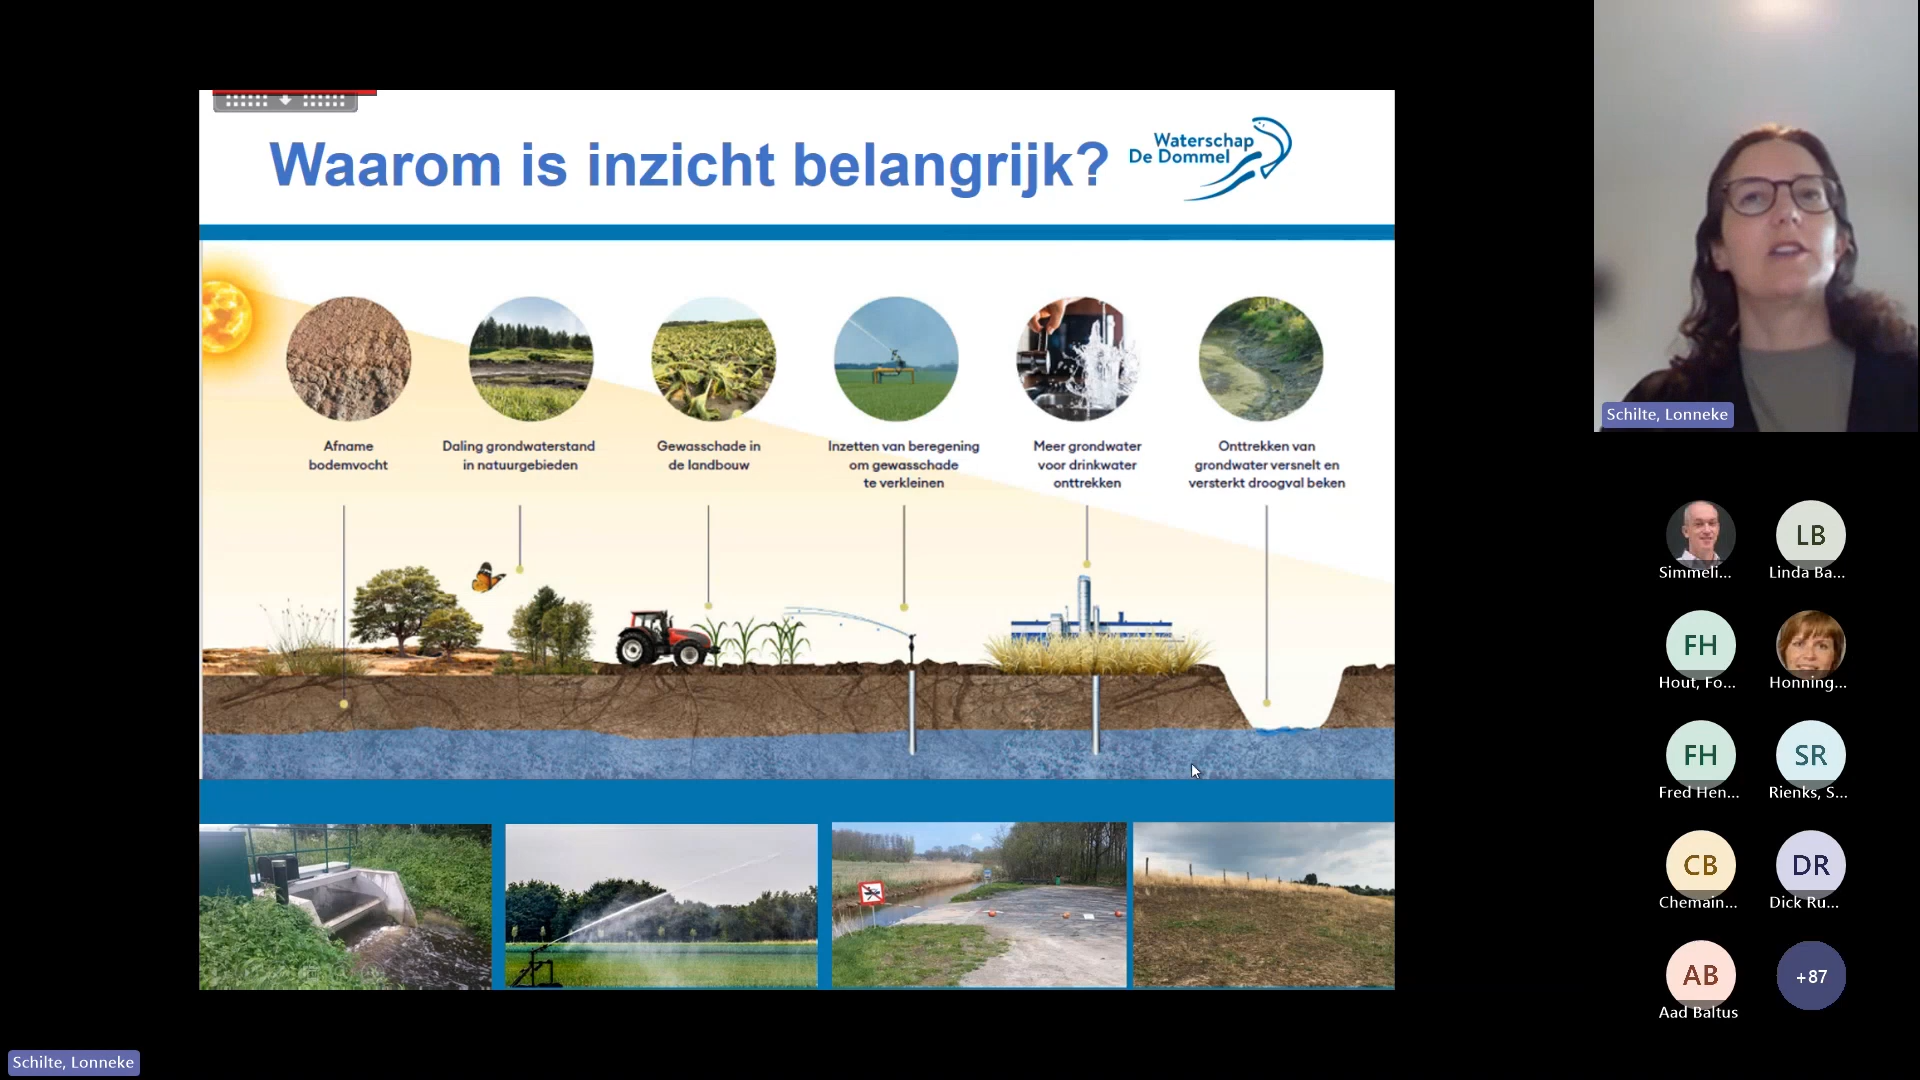 Waarom is inzicht belangrijk?
Waterschap
De Dommel
Afname
bodemvocht
Daling grondwaterstand
in natuurgebieden
Gewasschade in
de landbouw
Inzetten van beregening
om gewasschade
te verkleinen
Meer grondwater
voor drinkwater
onttrekken
Onttrekken van
grondwater versnelt en
versterkt droogval beken
Schilte, Lonneke
Simmeli...
LB
Linda Ba...
FH
Hout, Fo...
Honning...
FH
Fred Hen...
SR
Rienks, S...
CB
Chemain...
DR
Dick Ru...
AB
Aad Baltus
+87
Schilte, Lonneke